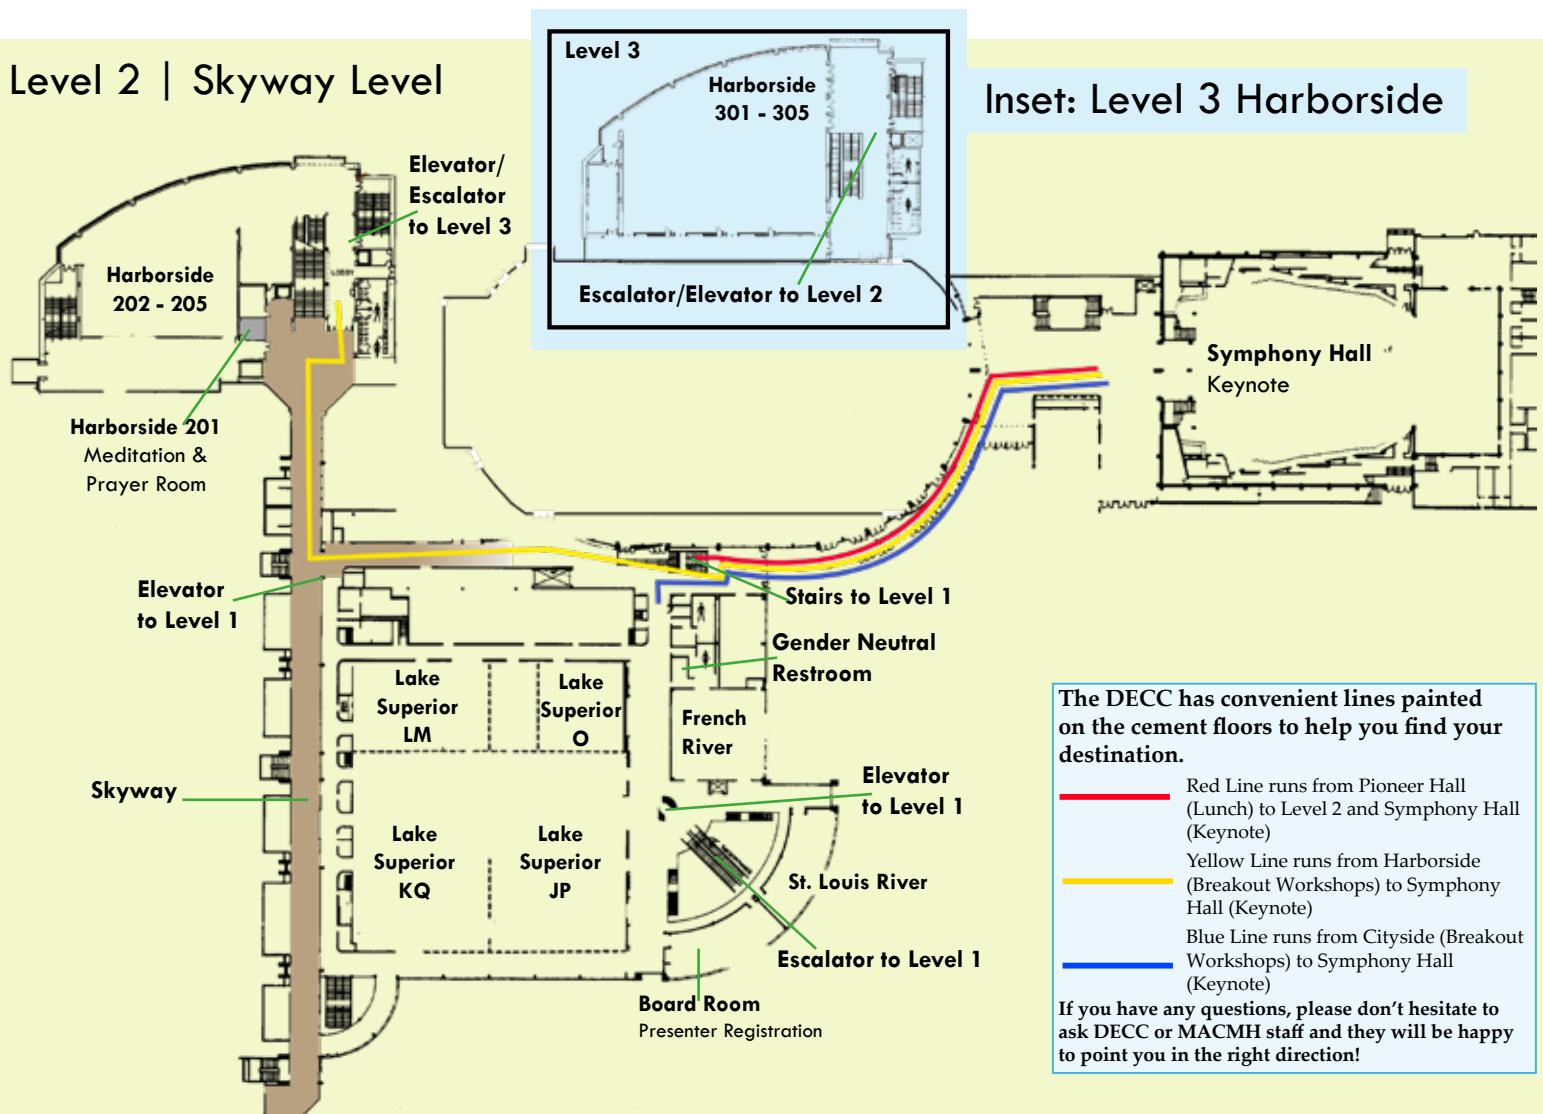 Level 2 | Skyway Level
Level 3
Harborside
301 - 305
Escalator/Elevator to Level 2
Inset: Level 3 Harborside
Elevator/
Escalator
to Level 3
LOBBY
Harborside
202 - 205
Harborside 201
Meditation &
Prayer Room
Symphony Hall
Keynote
Elevator
to Level 1
Stairs to Level 1
Gender Neutral
Restroom
Lake
Superior
LM
Lake
Superior
O
French
River
Skyway
Elevator
to Level 1
Lake
Superior
KQ
Lake
Superior
JP
St. Louis River
Escalator to Level 1
Board Room
Presenter Registration
The DECC has convenient lines painted
on the cement floors to help you find your
destination.
Red Line runs from Pioneer Hall
(Lunch) to Level 2 and Symphony Hall
(Keynote)
Yellow Line runs from Harborside
(Breakout Workshops) to Symphony
Hall (Keynote)
Blue Line runs from Cityside (Breakout
Workshops) to Symphony Hall
(Keynote)
If you have any questions, please don't hesitate to
ask DECC or MACMH staff and they will be happy
to point you in the right direction!